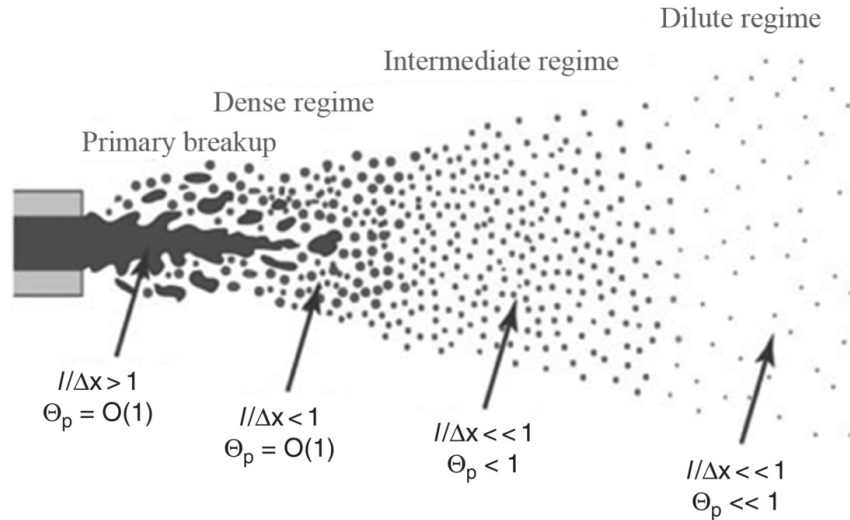 Dilute regime
Intermediate regime
Dense regime
Primary breakup
l/Δx > 1
Θp = O(1)
l/Δx < 1
Θp = O(1)
l/Δx << 1
Θp < 1
l/Δx << 1
Θp << 1